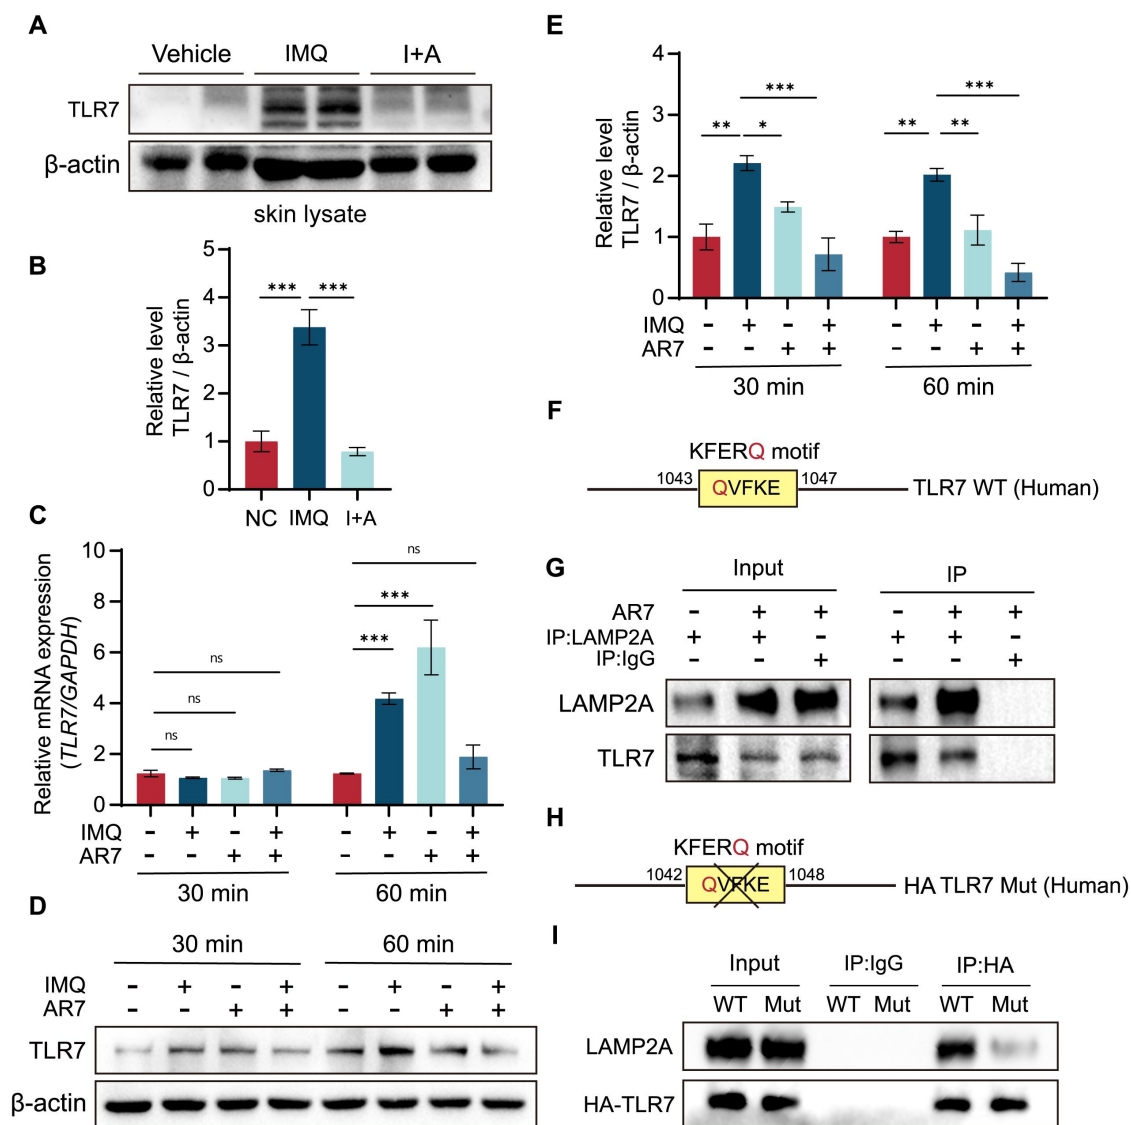 A
Vehicle IMQ I+A
TLR7
β-actin
skin lysate
B
Relative level
TLR7 / β-actin
5
4
3
2
1
0
*** ***
NC IMQ I+A
C
Relative mRNA expression
(TLR7/GAPDH)
10
8
6
4
2
0
ns
ns
ns
ns
***
***
IMQ - + - + - + - +
AR7 - - + + - - + +
30 min 60 min
D
30 min 60 min
IMQ - + - + - + - +
AR7 - - + + - - + +
TLR7
β-actin
E
Relative level
TLR7 / β-actin
4
3
2
1
0
*** ***
** * ** **
IMQ - + - + - + - +
AR7 - - + + - - + +
30 min 60 min
F
KFERQ motif
1043 QVFKE 1047 TLR7 WT (Human)
G
Input IP
AR7 - + + - + +
IP:LAMP2A + + - + + -
IP:IgG - - + - - +
LAMP2A
TLR7
H
KFERQ motif
1042 QVFKE 1048 HA TLR7 Mut (Human)
I
Input IP:IgG IP:HA
WT Mut WT Mut WT Mut
LAMP2A
HA-TLR7